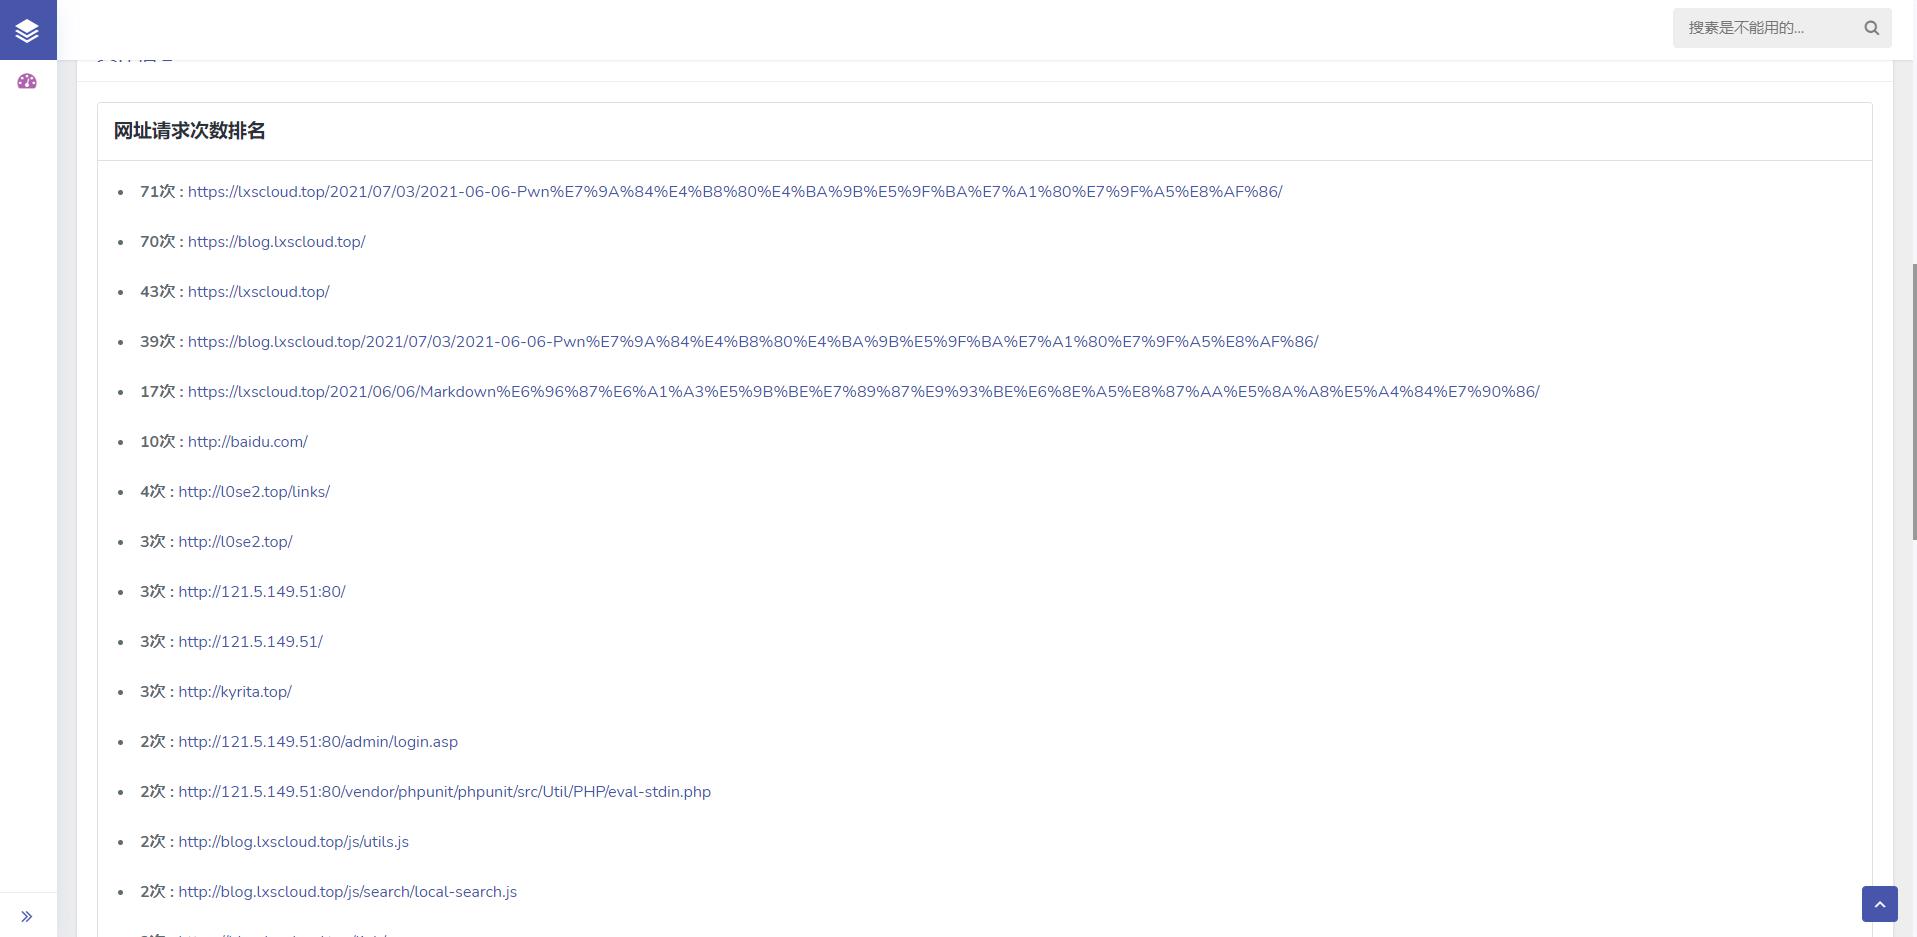 搜素是不能用的...
网址请求次数排名
71次 : https://lxscloud.top/2021/07/03/2021-06-06-Pwn%E7%9A%84%E4%B8%80%E4%BA%9B%E5%9F%BA%E7%A1%80%E7%9F%A5%E8%AF%86/
70次 : https://blog.lxscloud.top/
43次 : https://lxscloud.top/
39次 : https://blog.lxscloud.top/2021/07/03/2021-06-06-Pwn%E7%9A%84%E4%B8%80%E4%BA%9B%E5%9F%BA%E7%A1%80%E7%9F%A5%E8%AF%86/
17次 : https://lxscloud.top/2021/06/06/Markdown%E6%96%87%E6%A1%A3%E5%9B%BE%E7%89%87%E9%93%BE%E6%8E%A5%E8%87%AA%E5%8A%A8%E5%A4%84%E7%90%86/
10次 : http://baidu.com/
4次 : http://l0se2.top/links/
3次 : http://l0se2.top/
3次 : http://121.5.149.51:80/
3次 : http://121.5.149.51/
3次 : http://kyrita.top/
2次 : http://121.5.149.51:80/admin/login.asp
2次 : http://121.5.149.51:80/vendor/phpunit/phpunit/src/Util/PHP/eval-stdin.php
2次 : http://blog.lxscloud.top/js/utils.js
2次 : http://blog.lxscloud.top/js/search/local-search.js